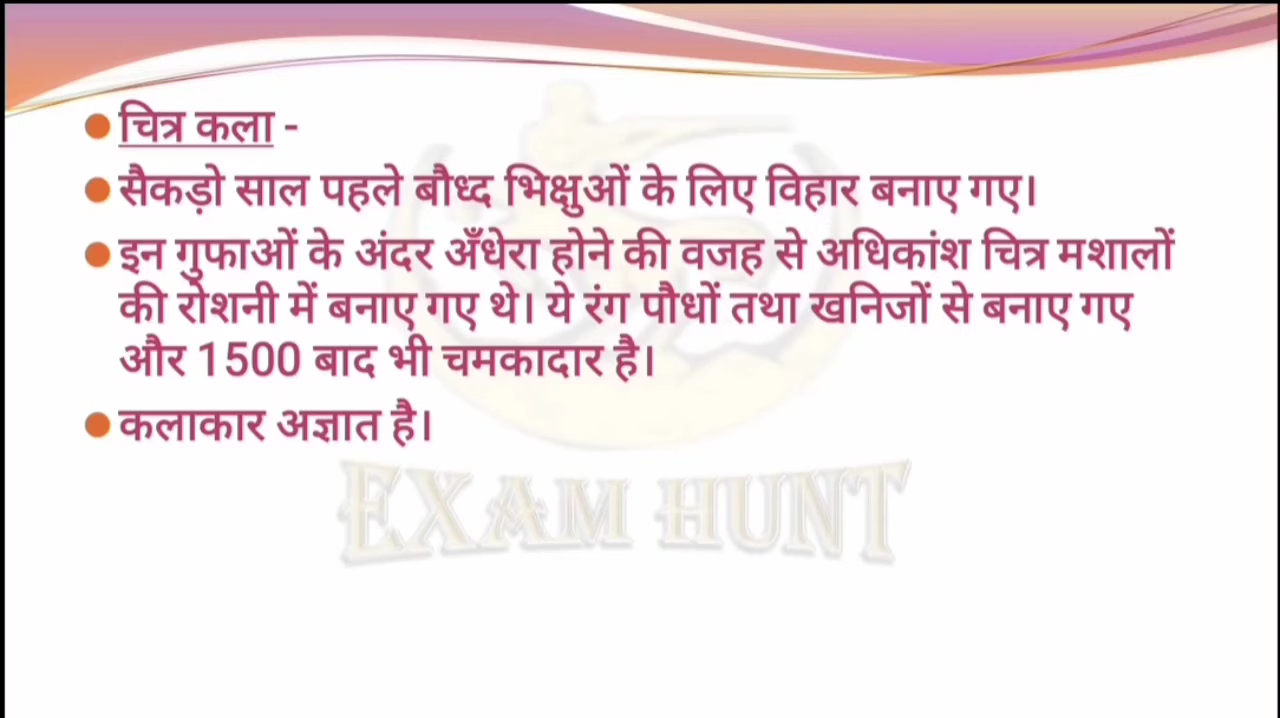 चित्र कला -
सैकड़ो साल पहले बौध्द भिक्षुओं के लिए विहार बनाए गए।
इन गुफाओं के अंदर अँधेरा होने की वजह से अधिकांश चित्र मशालों
की रोशनी में बनाए गए थे। ये रंग पौधों तथा खनिजों से बनाए गए
और 1500 बाद भी चमकादार है।
कलाकार अज्ञात है।
EXAM HUNT